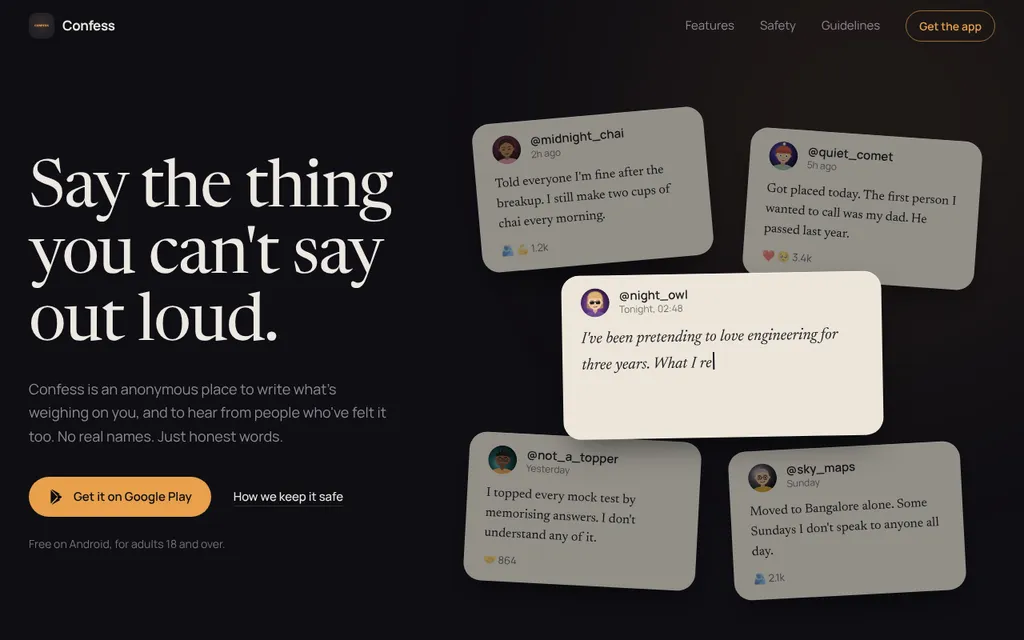 Confess
Features
Safety
Guidelines
Get the app
Say the thing
you can't say
out loud.
Confess is an anonymous place to write what's
weighing on you, and to hear from people who've felt it
too. No real names. Just honest words.
Get it on Google Play
How we keep it safe
Free on Android, for adults 18 and over.
@midnight_chai
2h ago
Told everyone I'm fine after the
breakup. I still make two cups of
chai every morning.
1.2k
@quiet_comet
5h ago
Got placed today. The first person I
wanted to call was my dad. He
passed last year.
3.4k
@night_owl
Tonight, 02:48
I've been pretending to love engineering for
three years. What I re
@not_a_topper
Yesterday
I topped every mock test by
memorising answers. I don't
understand any of it.
864
@sky_maps
Sunday
Moved to Bangalore alone. Some
Sundays I don't speak to anyone all
day.
2.1k